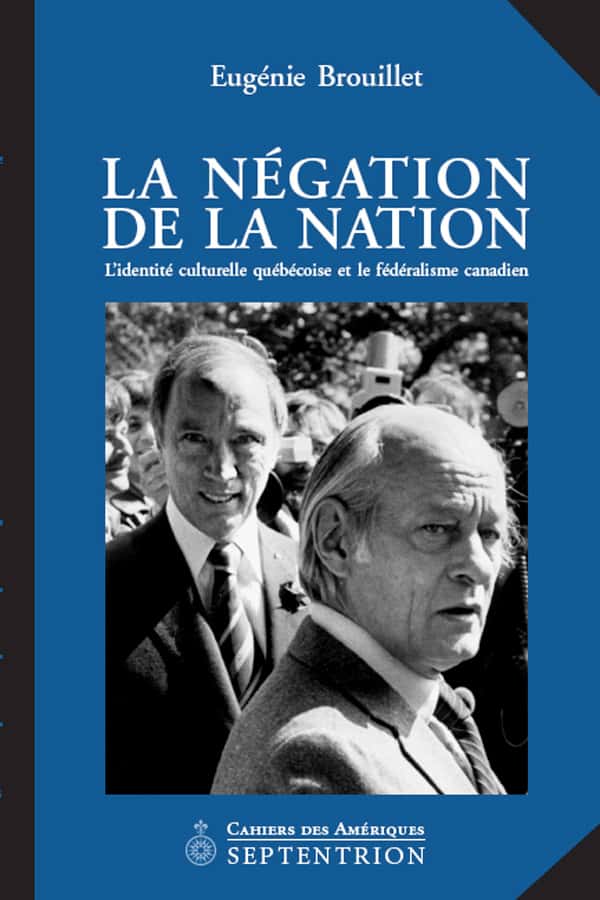 Eugénie Brouillet
LA NÉGATION
DE LA NATION
L'identité culturelle québécoise et le fédéralisme canadien
CAHIERS DES AMÉRIQUES
SEPTENTRION